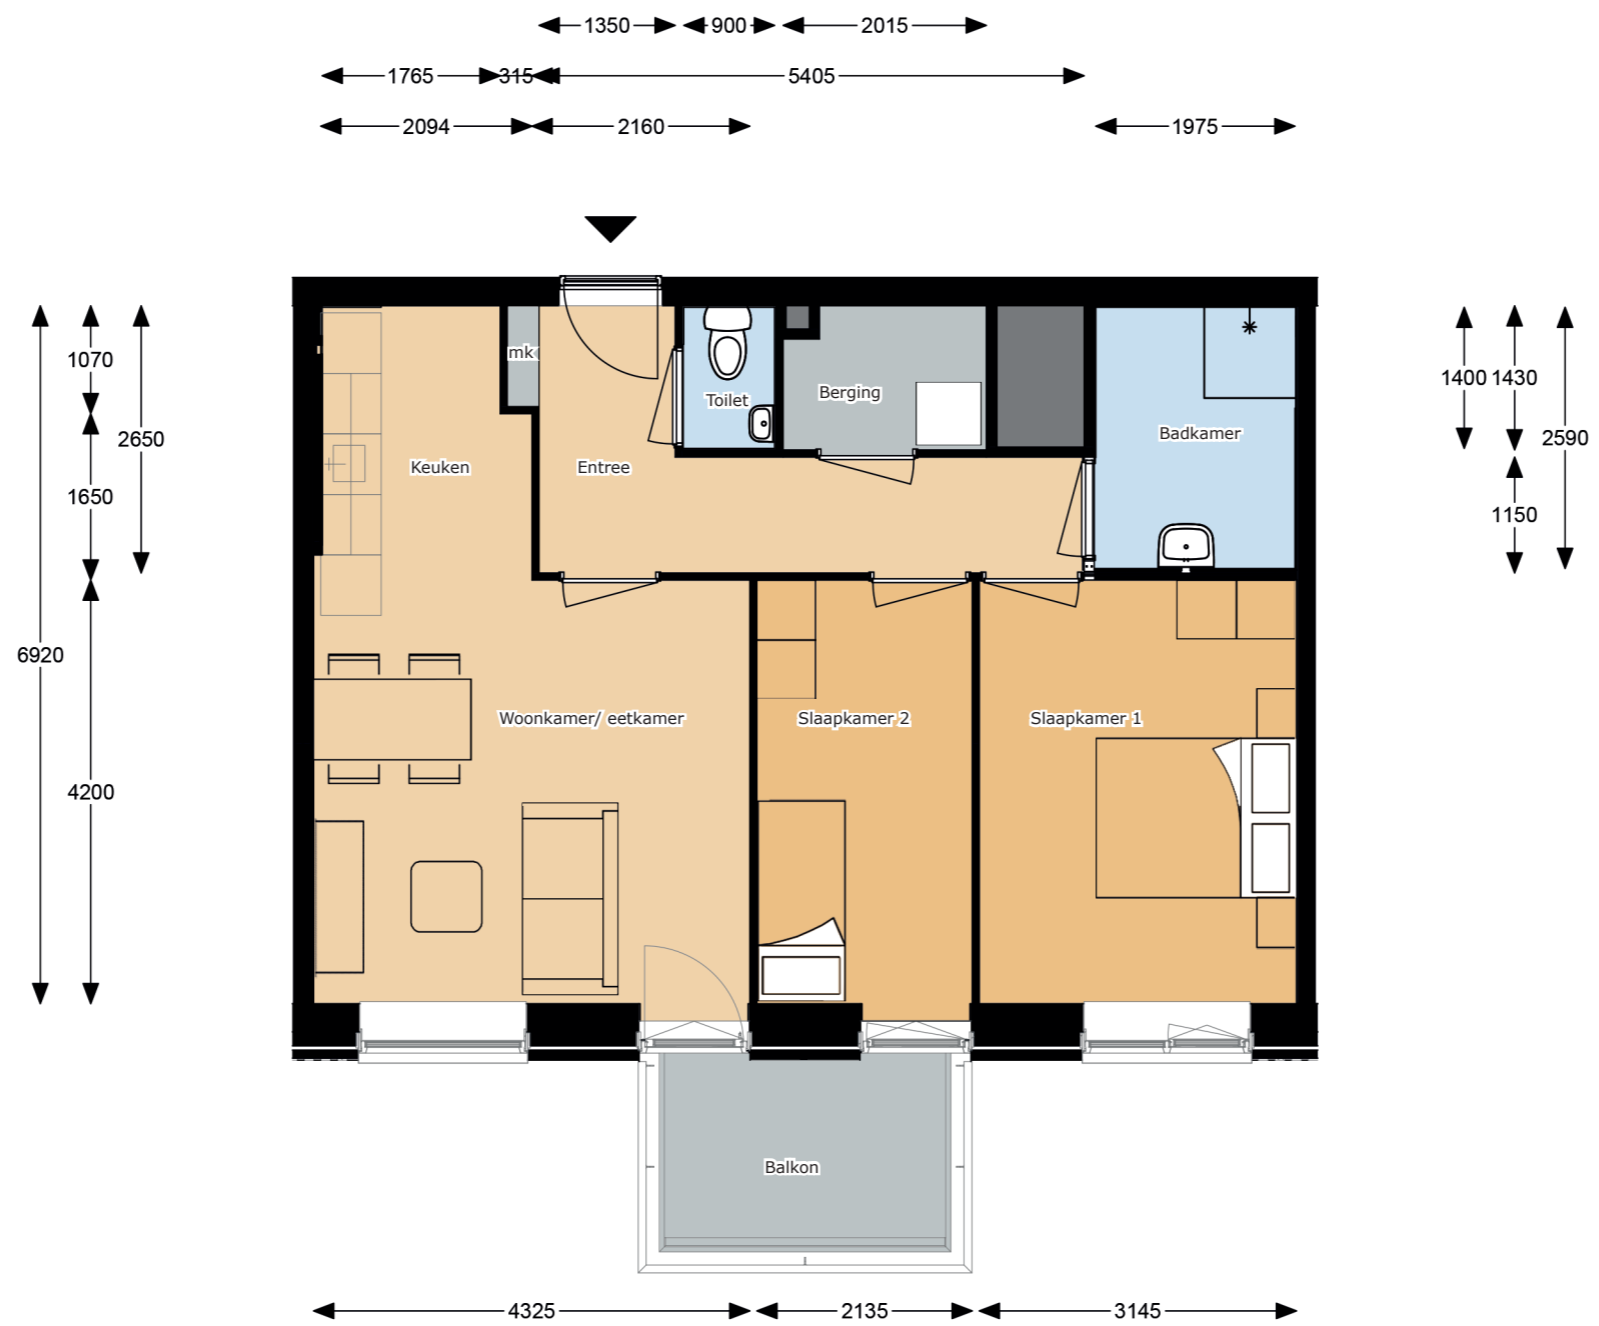 1350 900 2015
1765 315 5405
2094 2160 1975
1070
mk
1400 1430
Toilet
Berging
2650
Badkamer
2590
Keuken
Entree
1650
1150
6920
Woonkamer/ eetkamer
Slaapkamer 2
Slaapkamer 1
4200
Balkon
4325 2135 3145